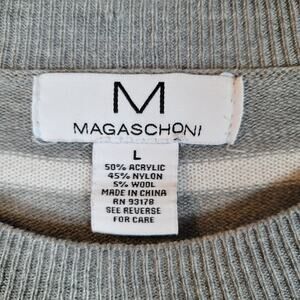 M
MAGASCHONI
L
50% ACRYLIC
45% NYLON
5% WOOL
MADE IN CHINA
RN 93178
SEE REVERSE
FOR CARE